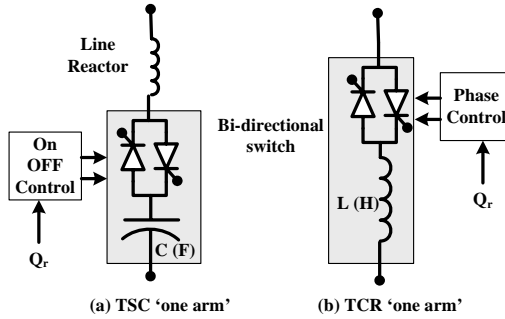 Line
Reactor
On
OFF
Control
Qr
C (F)
(a) TSC ‘one arm’
Bi-directional
switch
Phase
Control
L (H)
Qr
(b) TCR ‘one arm’